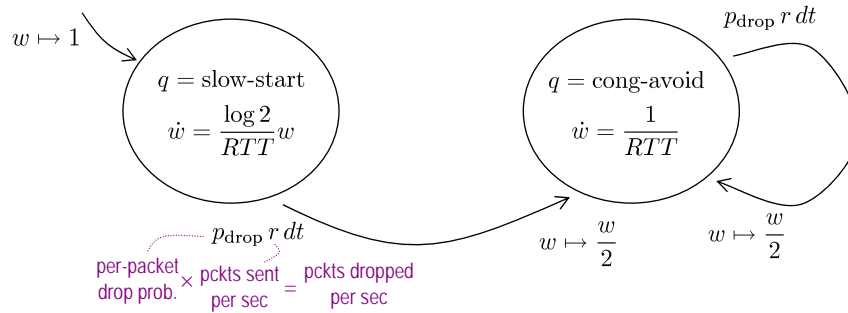 w ↦ 1
q = slow-start
ẇ = log 2 / RTT w
p_drop r dt
per-packet drop prob. × pckts sent per sec = pckts dropped per sec
w ↦ w/2
q = cong-avoid
ẇ = 1 / RTT
p_drop r dt
w ↦ w/2